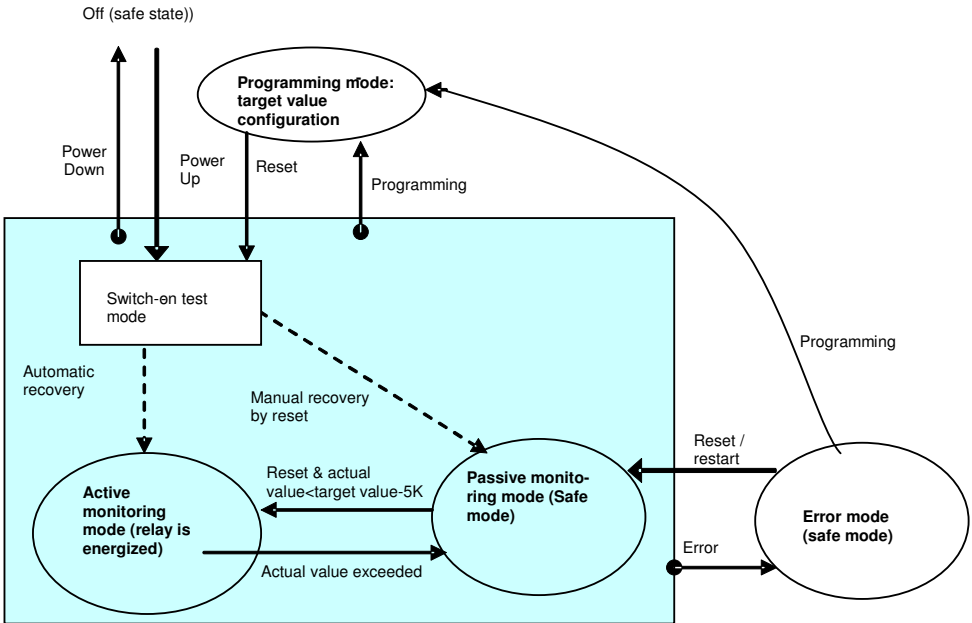 Off (safe state))
Programming mode:
target value
configuration
Power
Down
Power
Up
Reset
Programming
Switch-on test
mode
Programming
Automatic
recovery
Manual recovery
by reset
Reset /
restart
Reset & actual
value<target value-5K
Passive monito-
ring mode (Safe
mode)
Active
monitoring
mode (relay is
energized)
Error mode
(safe mode)
Error
Actual value exceeded